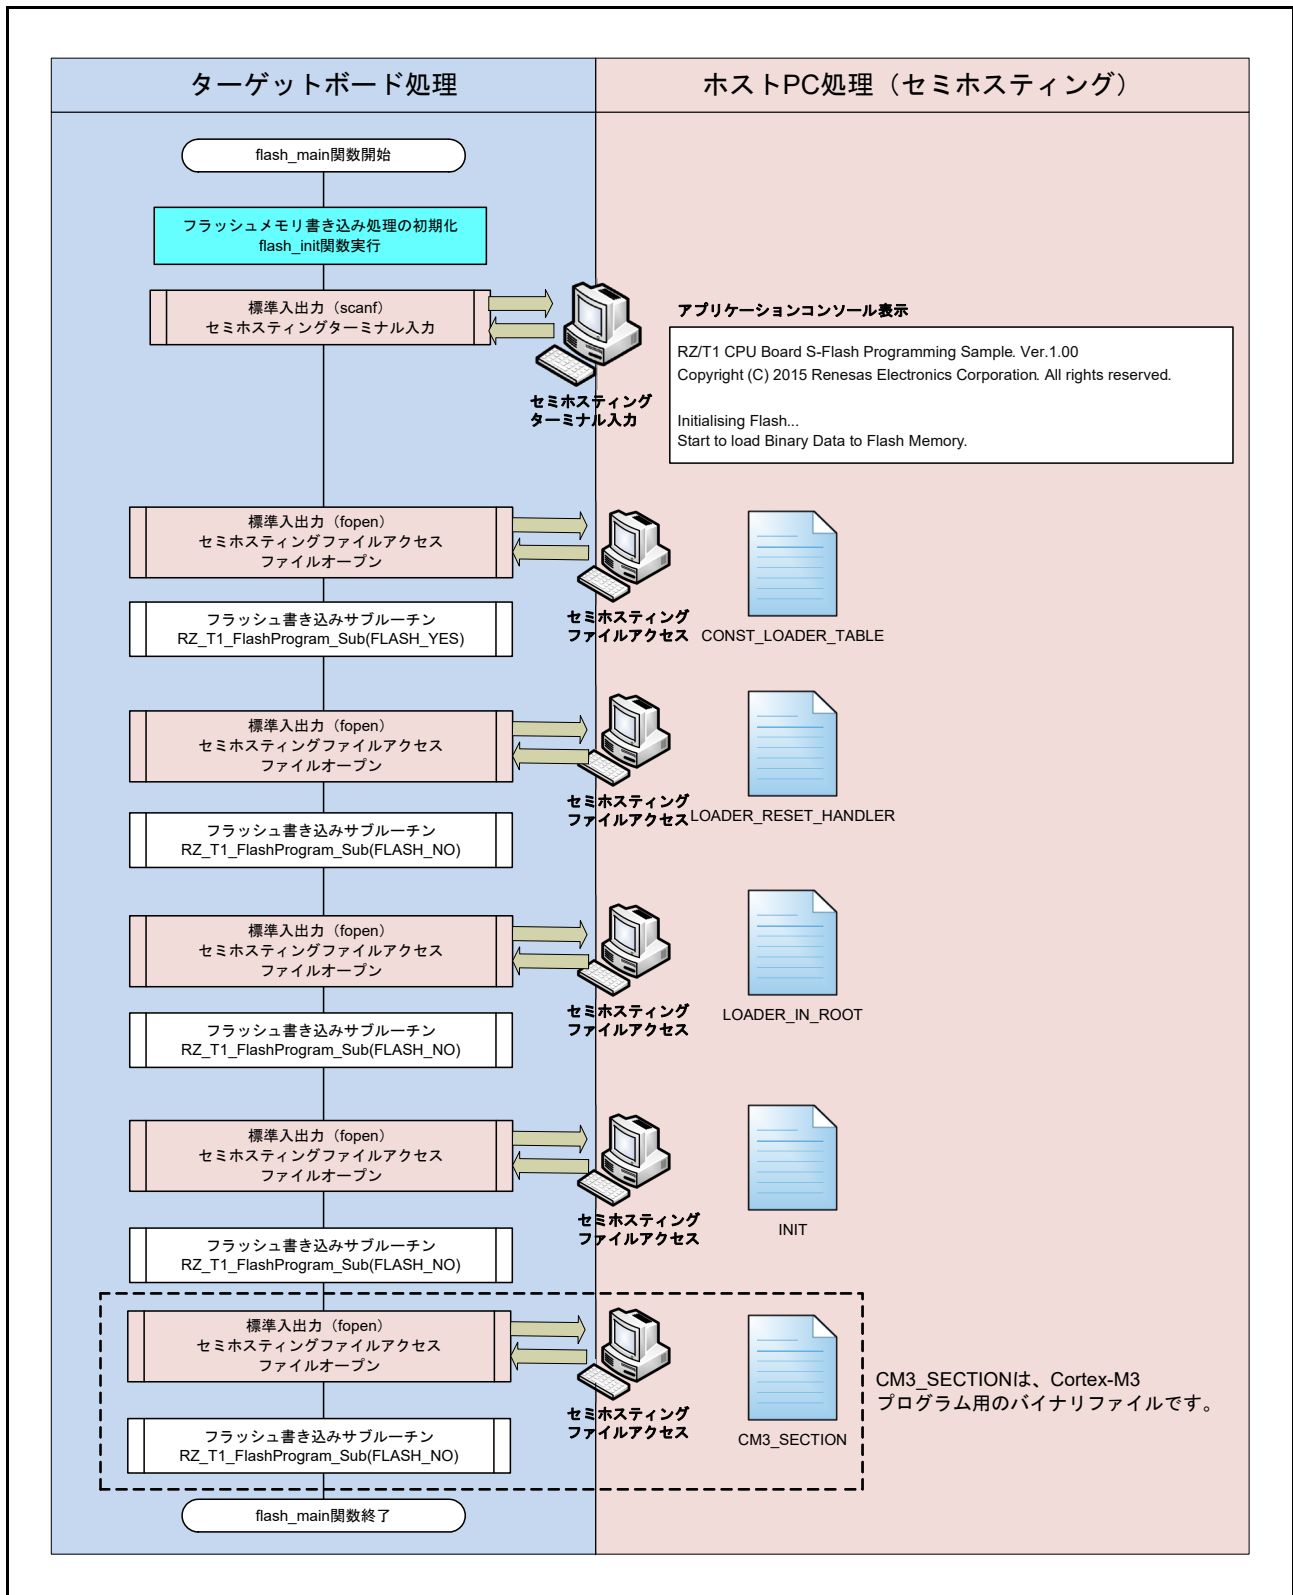 ターゲットボード処理
ホストPC処理（セミホスティング）
flash_main関数開始
フラッシュメモリ書き込み処理の初期化
flash_init関数実行
標準入出力（scanf）
セミホスティングターミナル入力
セミホスティング
ターミナル入力
アプリケーションコンソール表示
RZ/T1 CPU Board S-Flash Programming Sample. Ver.1.00
Copyright (C) 2015 Renesas Electronics Corporation. All rights reserved.
Initialising Flash...
Start to load Binary Data to Flash Memory.
標準入出力（fopen）
セミホスティングファイルアクセス
ファイルオープン
セミホスティング
ファイルアクセス
CONST_LOADER_TABLE
フラッシュ書き込みサブルーチン
RZ_T1_FlashProgram_Sub(FLASH_YES)
標準入出力（fopen）
セミホスティングファイルアクセス
ファイルオープン
セミホスティング
ファイルアクセス
LOADER_RESET_HANDLER
フラッシュ書き込みサブルーチン
RZ_T1_FlashProgram_Sub(FLASH_NO)
標準入出力（fopen）
セミホスティングファイルアクセス
ファイルオープン
セミホスティング
ファイルアクセス
LOADER_IN_ROOT
フラッシュ書き込みサブルーチン
RZ_T1_FlashProgram_Sub(FLASH_NO)
標準入出力（fopen）
セミホスティングファイルアクセス
ファイルオープン
セミホスティング
ファイルアクセス
INIT
フラッシュ書き込みサブルーチン
RZ_T1_FlashProgram_Sub(FLASH_NO)
標準入出力（fopen）
セミホスティングファイルアクセス
ファイルオープン
セミホスティング
ファイルアクセス
CM3_SECTION
CM3_SECTIONは、Cortex-M3
プログラム用のバイナリファイルです。
フラッシュ書き込みサブルーチン
RZ_T1_FlashProgram_Sub(FLASH_NO)
flash_main関数終了